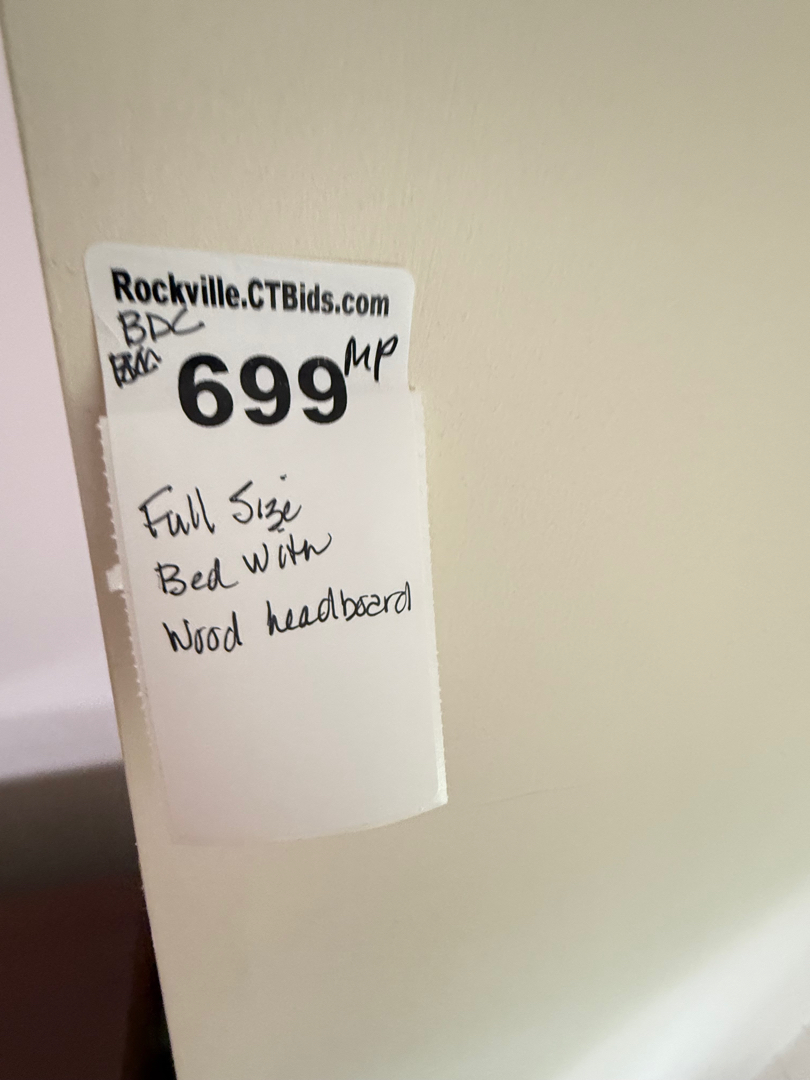 Rockville.CTBids.com
BDC
699 MP
Full Size
Bed With
Wood headboard